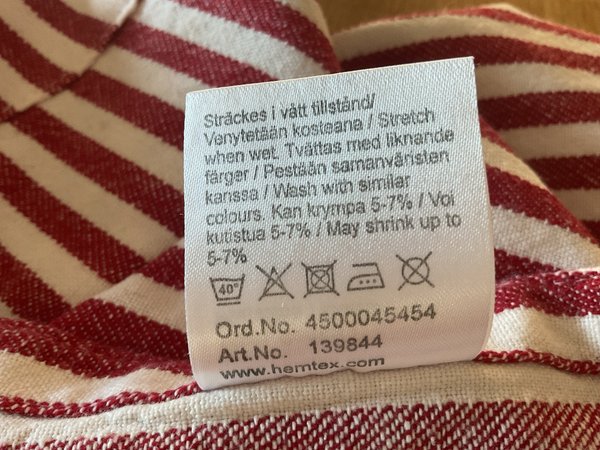 Sträckes i vått tillstånd/
Venytetään kosteana / Stretch
when wet. Tvättas med liknande
färger / Pestään samanväristen
kanssa / Wash with similar
colours. Kan krympa 5-7% / Voi
kutistua 5-7% / May shrink up to
5-7%
40°
Ord.No. 4500045454
Art.No. 139844
www.hemtex.com